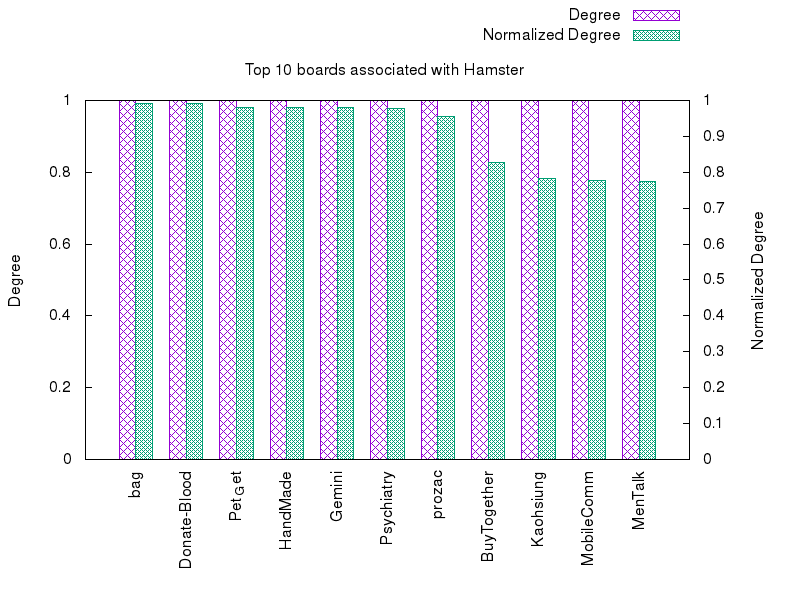 Degree
Normalized Degree
Top 10 boards associated with Hamster
1
0.8
0.6
0.4
0.2
0
Degree
1
0.9
0.8
0.7
0.6
0.5
0.4
0.3
0.2
0.1
0
Normalized Degree
bag
Donate-Blood
PetGet
HandMade
Gemini
Psychiatry
prozac
BuyTogether
Kaohsiung
MobileComm
MenTalk